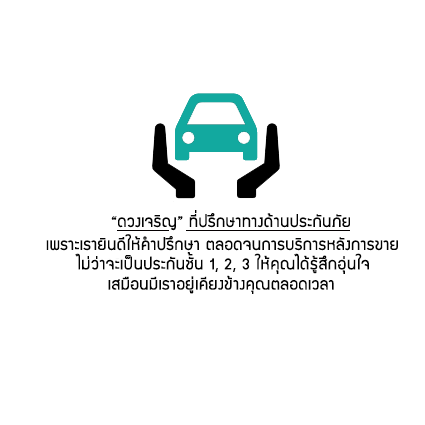 “ดวงเจริญ” ที่ปรึกษาทางด้านประกันภัย
เพราะเรายินดีให้คำปรึกษา ตลอดจนการบริการหลังการขาย
ไม่ว่าจะเป็นประกันชั้น 1, 2, 3 ให้คุณได้รู้สึกอุ่นใจ
เสมือนมีเราอยู่เคียงข้างคุณตลอดเวลา